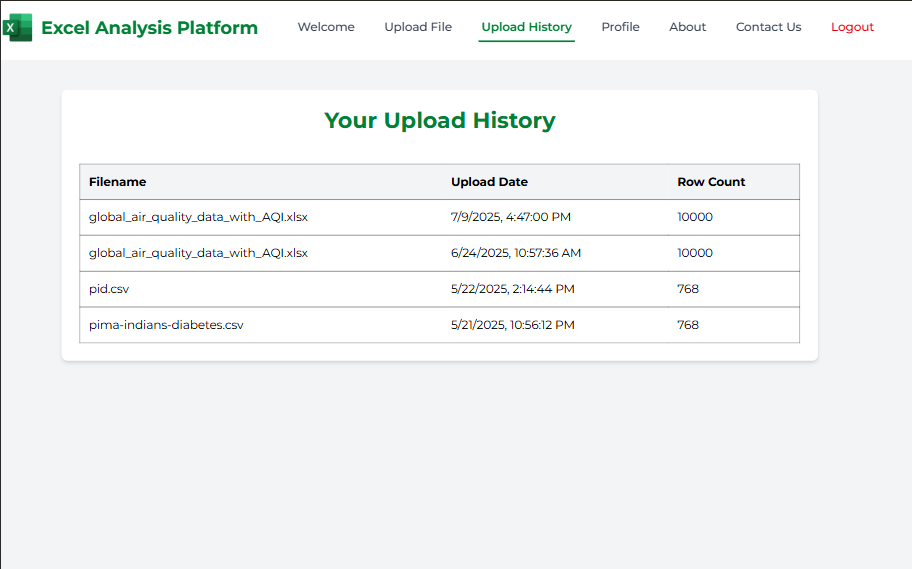 X Excel Analysis Platform Welcome Upload File Upload History Profile About Contact Us Logout
Your Upload History
Filename Upload Date Row Count
global_air_quality_data_with_AQI.xlsx 7/9/2025, 4:47:00 PM 10000
global_air_quality_data_with_AQI.xlsx 6/24/2025, 10:57:36 AM 10000
pid.csv 5/22/2025, 2:14:44 PM 768
pima-indians-diabetes.csv 5/21/2025, 10:56:12 PM 768